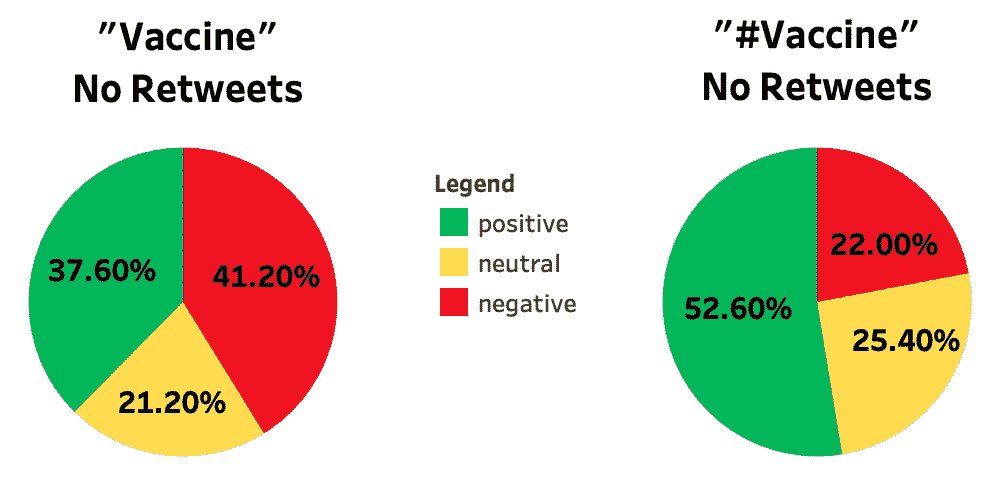 ”Vaccine”
No Retweets
37.60%
41.20%
21.20%
Legend
positive
neutral
negative
”#Vaccine”
No Retweets
22.00%
52.60%
25.40%